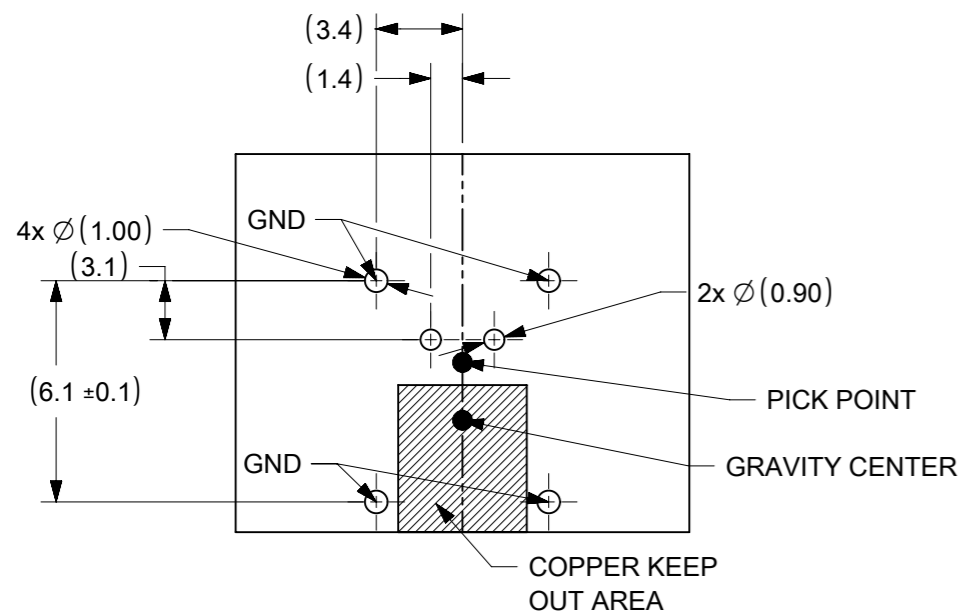 (3.4)
(1.4)
GND
4x ∅(1.00)
(3.1)
2x ∅(0.90)
(6.1 ±0.1)
PICK POINT
GND
GRAVITY CENTER
COPPER KEEP
OUT AREA